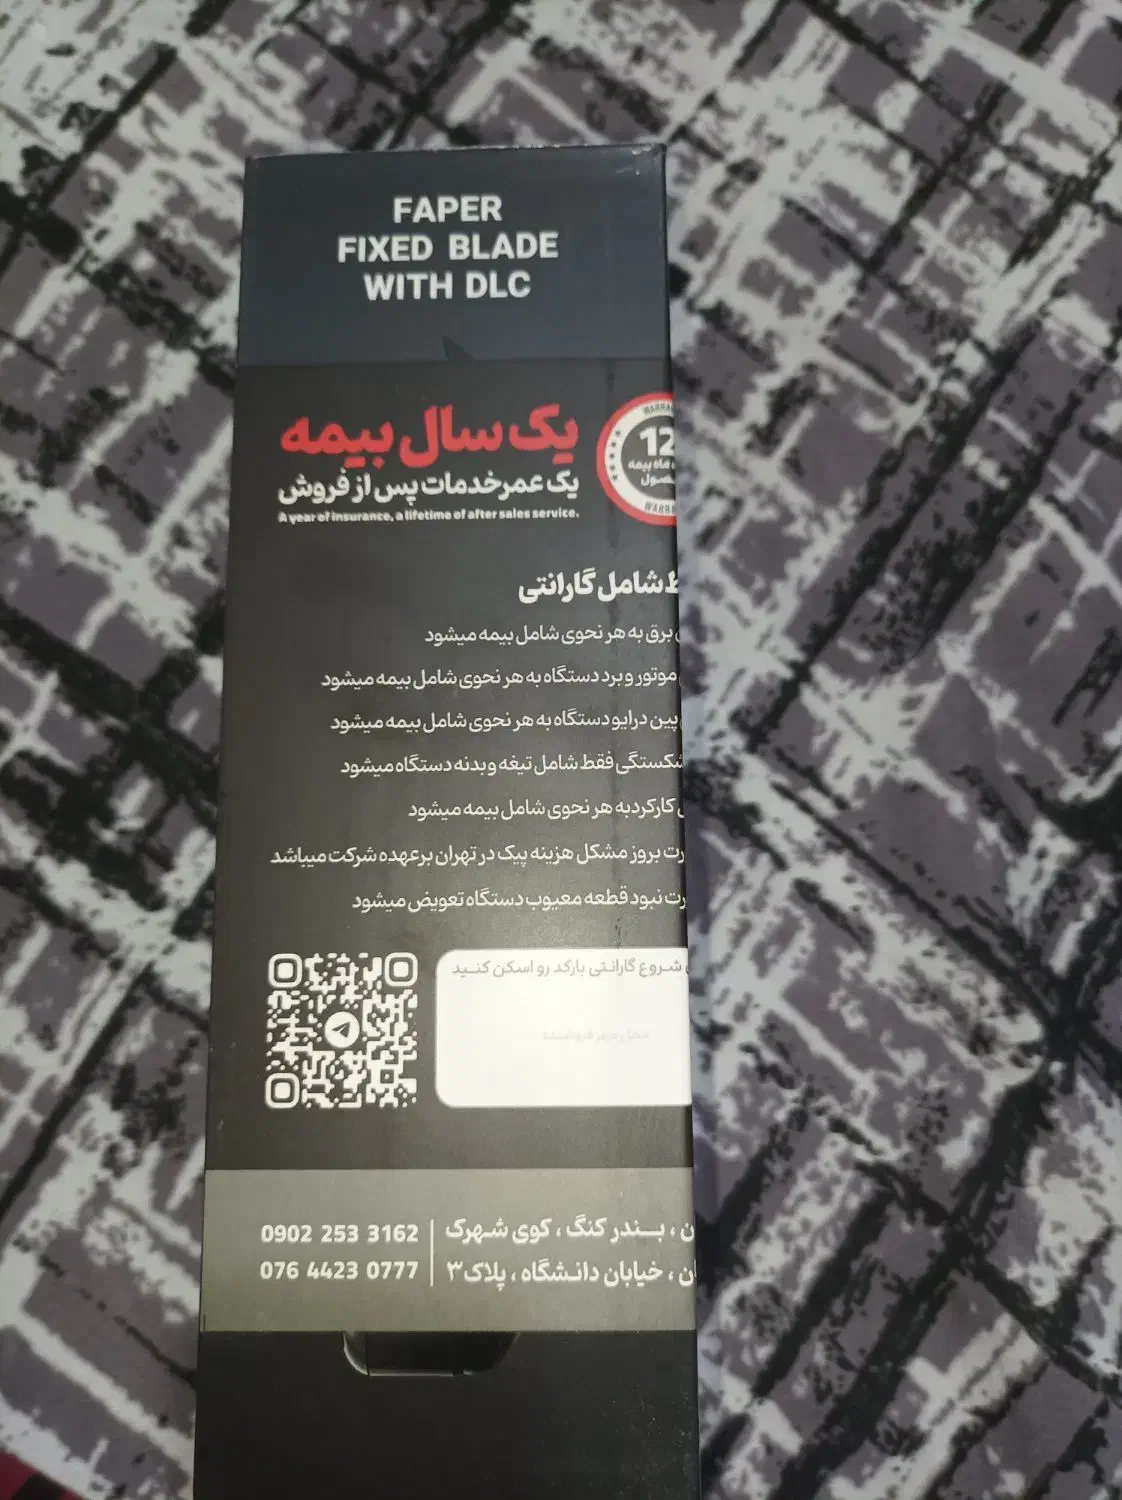 FAPER
FIXED BLADE
WITH DLC
یک سال بیمه
یک عمر خدمات پس از فروش
A year of insurance, a lifetime of after sales service.
12
ماه بیمه
شامل گارانتی
برق به هر نحوی شامل بیمه میشود
موتور و برد دستگاه به هر نحوی شامل بیمه میشود
پین درایو دستگاه به هر نحوی شامل بیمه میشود
شکستگی فقط شامل تیغه و بدنه دستگاه میشود
کارکرد به هر نحوی شامل بیمه میشود
بروز مشکل هزینه پیک در تهران برعهده شرکت میباشد
نبود قطعه معیوب دستگاه تعویض میشود
شروع گارانتی بارکد رو اسکن کنید
محل مهر فروشنده
، بندر کنگ ، کوی شهرک
0902 253 3162
، خیابان دانشگاه ، پلاک ۳
076 4423 0777